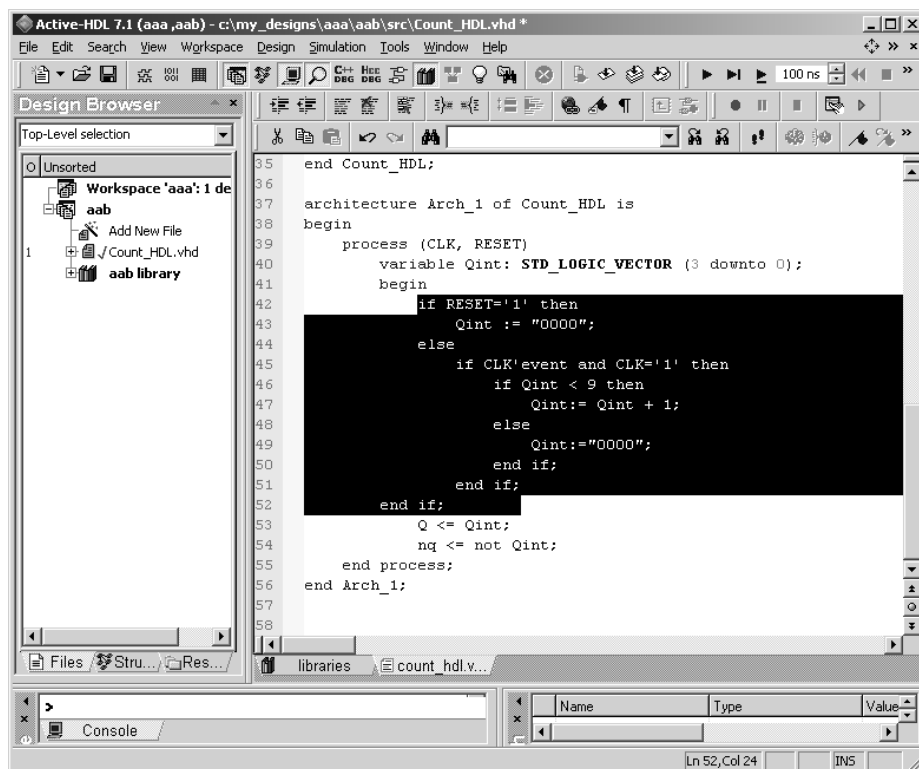 Active-HDL 7.1 (aaa ,aab) - c:\my_designs\aaa\aab\src\Count_HDL.vhd *
File Edit Search View Workspace Design Simulation Tools Window Help
C++ DBG HCC DBG 100 ns
Design Browser
Top-Level selection
O Unsorted
Workspace 'aaa': 1 de
aab
Add New File
1 Count_HDL.vhd
aab library
35 end Count_HDL;
36
37 architecture Arch_1 of Count_HDL is
38 begin
39 process (CLK, RESET)
40 variable Qint: STD_LOGIC_VECTOR (3 downto 0);
41 begin
42 if RESET='1' then
43 Qint := "0000";
44 else
45 if CLK'event and CLK='1' then
46 if Qint < 9 then
47 Qint:= Qint + 1;
48 else
49 Qint:="0000";
50 end if;
51 end if;
52 end if;
53 Q <= Qint;
54 nq <= not Qint;
55 end process;
56 end Arch_1;
57
58
Files Stru... Res...
libraries count_hdl.v...
>
Console
Name Type Value
Ln 52,Col 24 INS